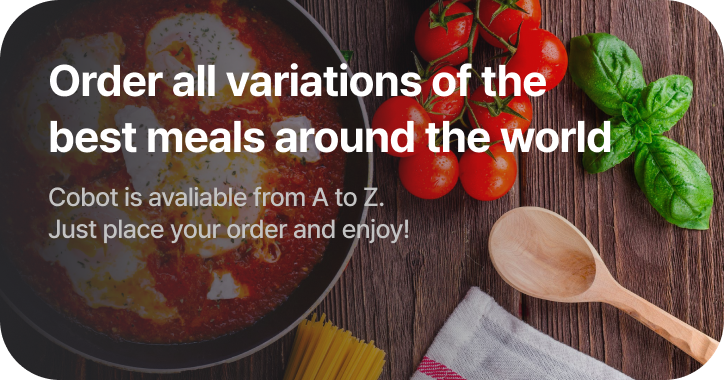 Order all variations of the
best meals around the world
Cobot is avaliable from A to Z.
Just place your order and enjoy!